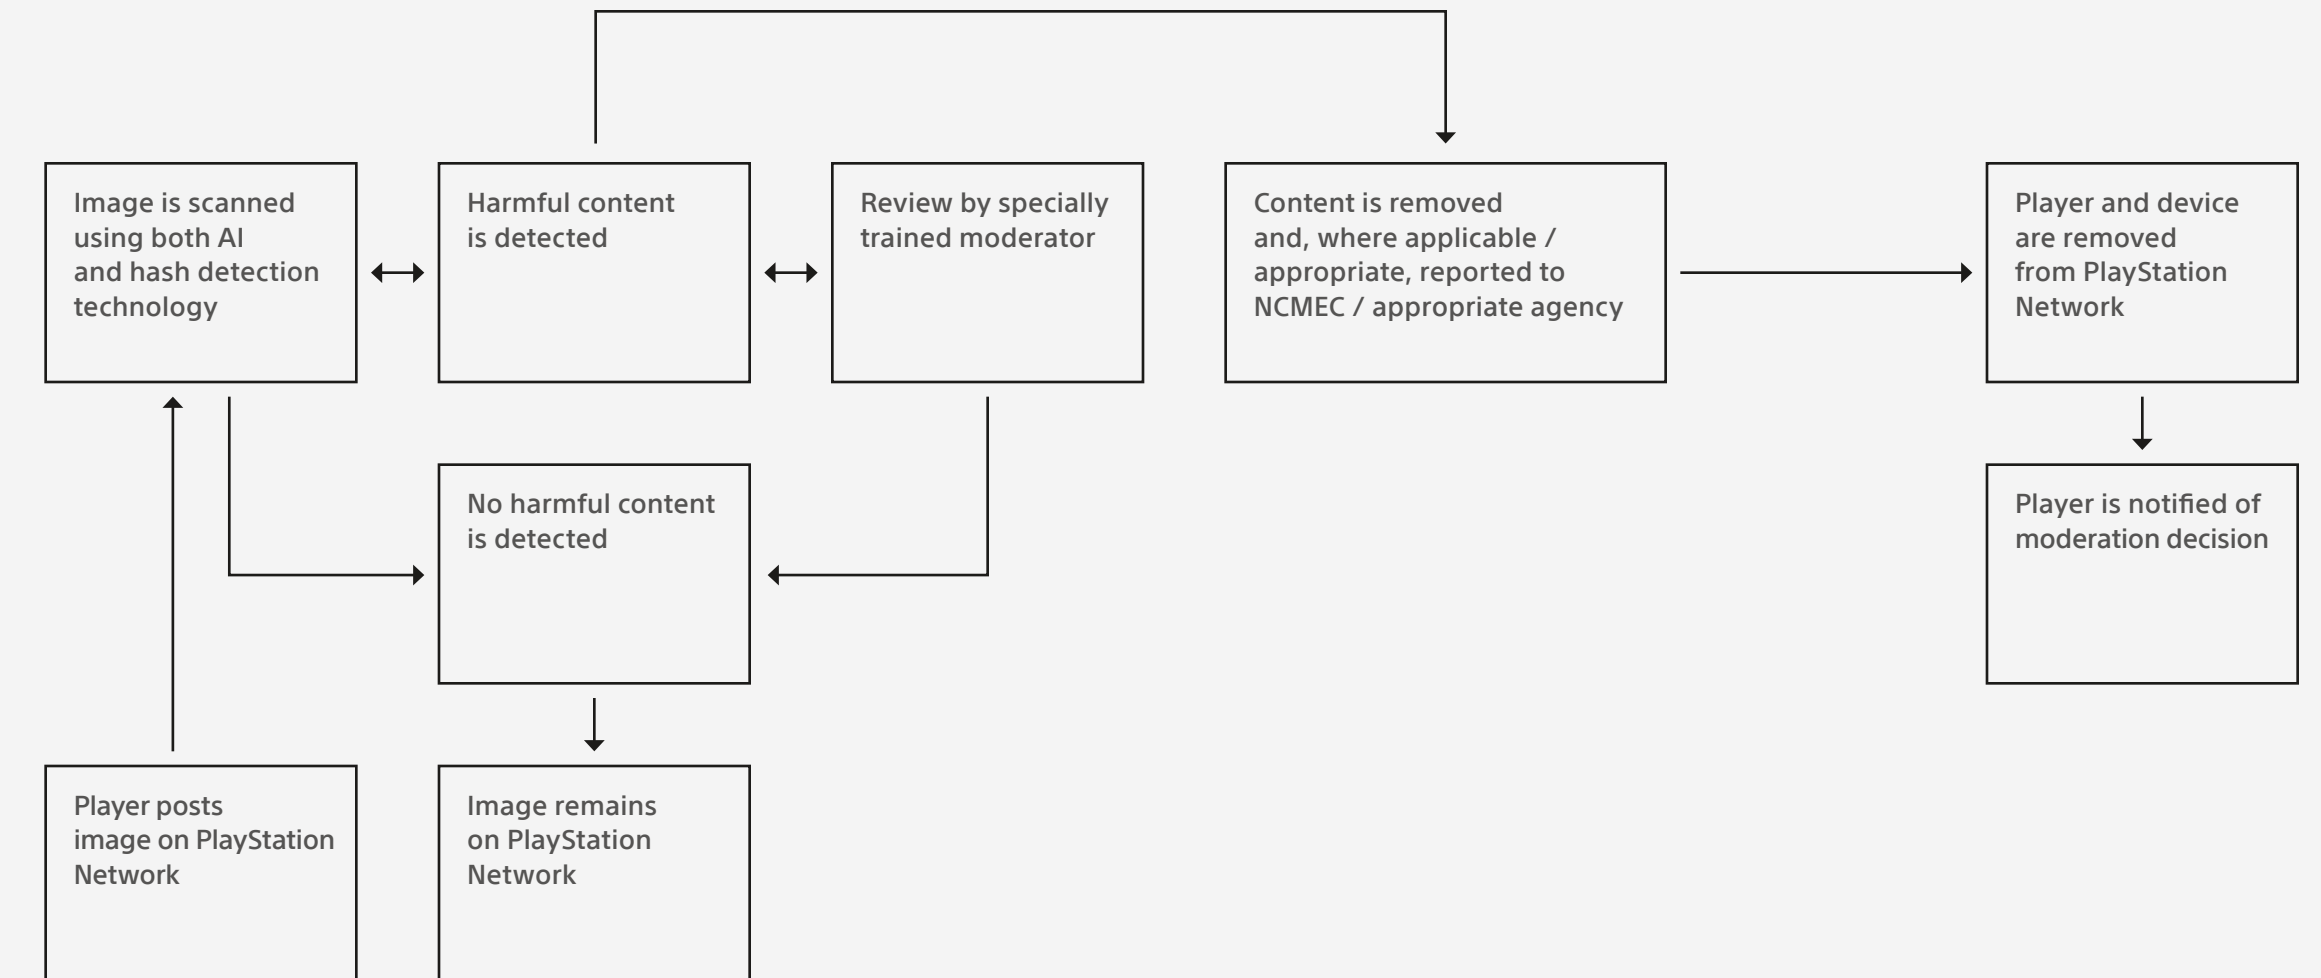 Image is scanned
using both AI
and hash detection
technology
Harmful content
is detected
Review by specially
trained moderator
Content is removed
and, where applicable /
appropriate, reported to
NCMEC / appropriate agency
Player and device
are removed
from PlayStation
Network
No harmful content
is detected
Player is notified of
moderation decision
Player posts
image on PlayStation
Network
Image remains
on PlayStation
Network